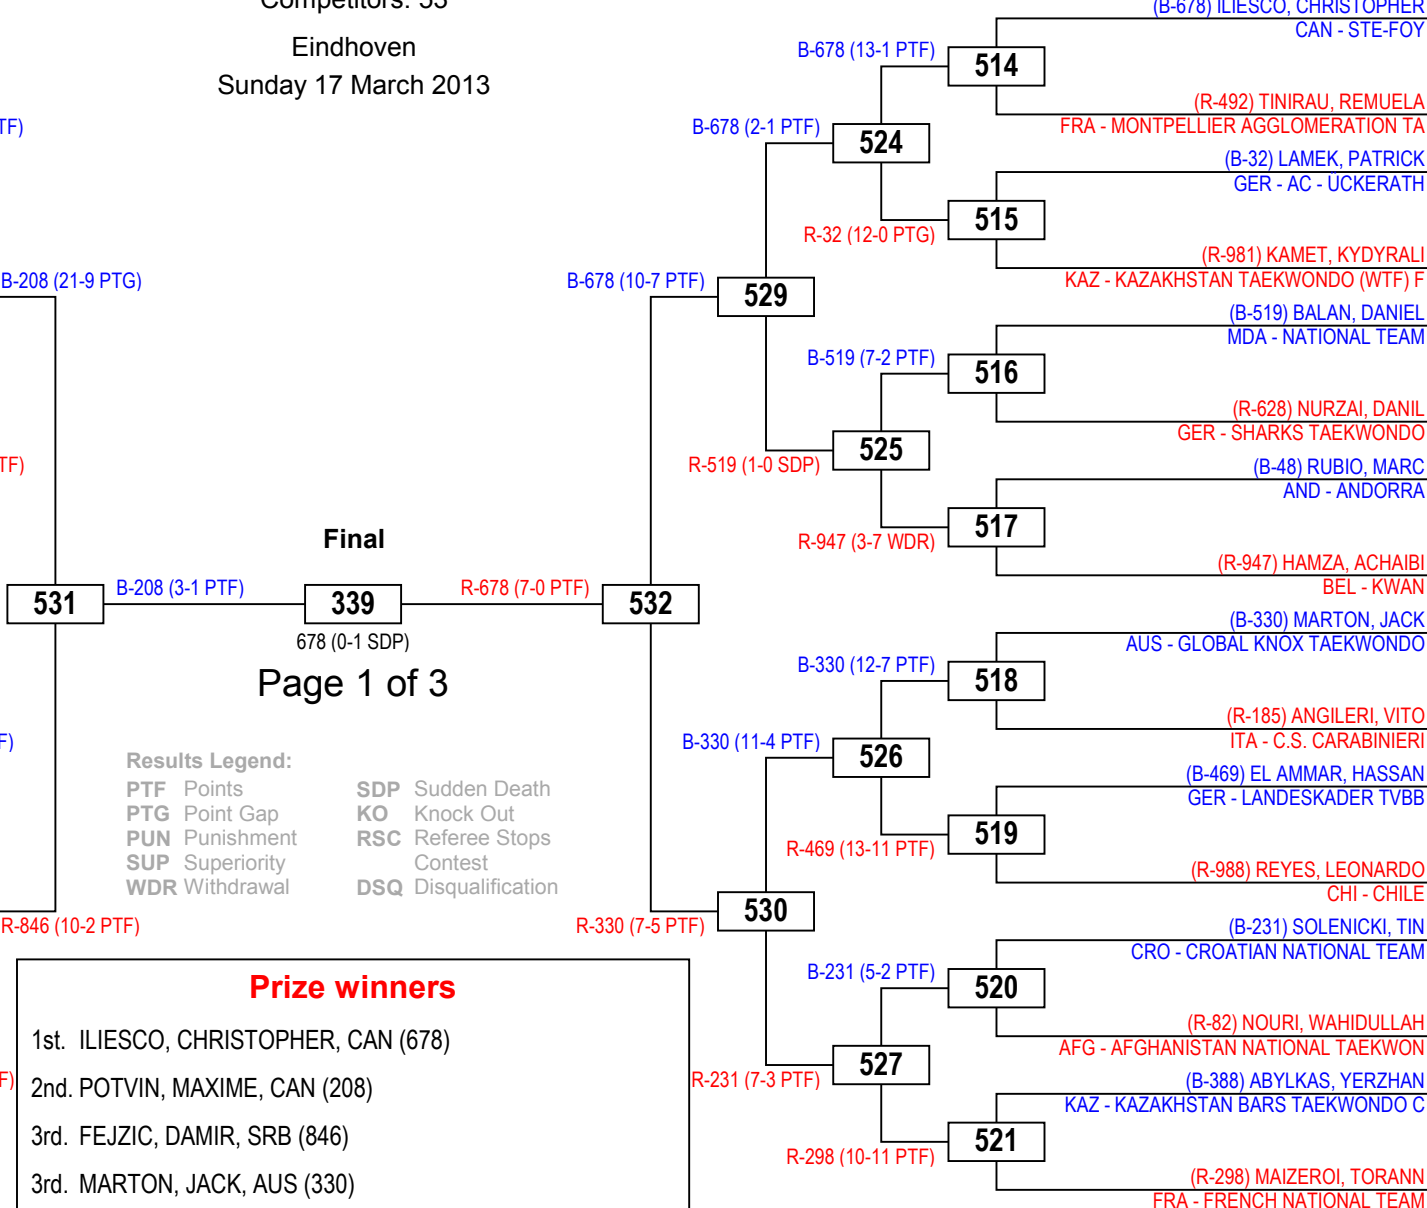 Competitors: 53
Eindhoven
Sunday 17 March 2013
TF)
B-208 (21-9 PTG)
TF)
531
B-208 (3-1 PTF)
Final
339
678 (0-1 SDP)
R-678 (7-0 PTF)
532
Page 1 of 3
F)
R-846 (10-2 PTF)
F)
Results Legend:
PTF Points
PTG Point Gap
PUN Punishment
SUP Superiority
WDR Withdrawal
SDP Sudden Death
KO Knock Out
RSC Referee Stops
Contest
DSQ Disqualification
Prize winners
1st. ILIESCO, CHRISTOPHER, CAN (678)
2nd. POTVIN, MAXIME, CAN (208)
3rd. FEJZIC, DAMIR, SRB (846)
3rd. MARTON, JACK, AUS (330)
B-678 (10-7 PTF)
529
R-330 (7-5 PTF)
530
B-678 (2-1 PTF)
524
R-519 (1-0 SDP)
525
B-330 (11-4 PTF)
526
R-231 (7-3 PTF)
527
B-678 (13-1 PTF)
514
R-32 (12-0 PTG)
515
B-519 (7-2 PTF)
516
R-947 (3-7 WDR)
517
B-330 (12-7 PTF)
518
R-469 (13-11 PTF)
519
B-231 (5-2 PTF)
520
R-298 (10-11 PTF)
521
(B-678) ILIESCO, CHRISTOPHER
CAN - STE-FOY
(R-492) TINIRAU, REMUELA
FRA - MONTPELLIER AGGLOMERATION TA
(B-32) LAMEK, PATRICK
GER - AC - ÜCKERATH
(R-981) KAMET, KYDYRALI
KAZ - KAZAKHSTAN TAEKWONDO (WTF) F
(B-519) BALAN, DANIEL
MDA - NATIONAL TEAM
(R-628) NURZAI, DANIL
GER - SHARKS TAEKWONDO
(B-48) RUBIO, MARC
AND - ANDORRA
(R-947) HAMZA, ACHAIBI
BEL - KWAN
(B-330) MARTON, JACK
AUS - GLOBAL KNOX TAEKWONDO
(R-185) ANGILERI, VITO
ITA - C.S. CARABINIERI
(B-469) EL AMMAR, HASSAN
GER - LANDESKADER TVBB
(R-988) REYES, LEONARDO
CHI - CHILE
(B-231) SOLENICKI, TIN
CRO - CROATIAN NATIONAL TEAM
(R-82) NOURI, WAHIDULLAH
AFG - AFGHANISTAN NATIONAL TAEKWON
(B-388) ABYLKAS, YERZHAN
KAZ - KAZAKHSTAN BARS TAEKWONDO C
(R-298) MAIZEROI, TORANN
FRA - FRENCH NATIONAL TEAM